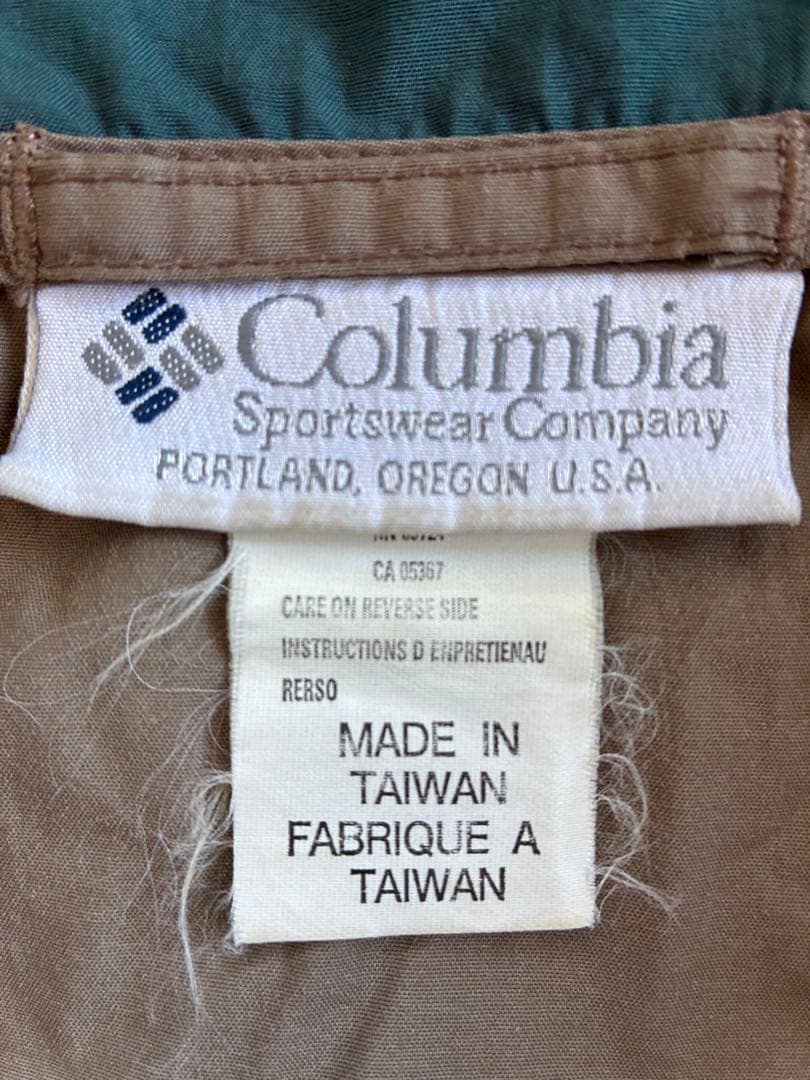 Columbia
Sportswear Company
PORTLAND, OREGON U.S.A.
CA 05367
CARE ON REVERSE SIDE
INSTRUCTIONS D ENPRETIENAU
RERSO
MADE IN
TAIWAN
FABRIQUE A
TAIWAN